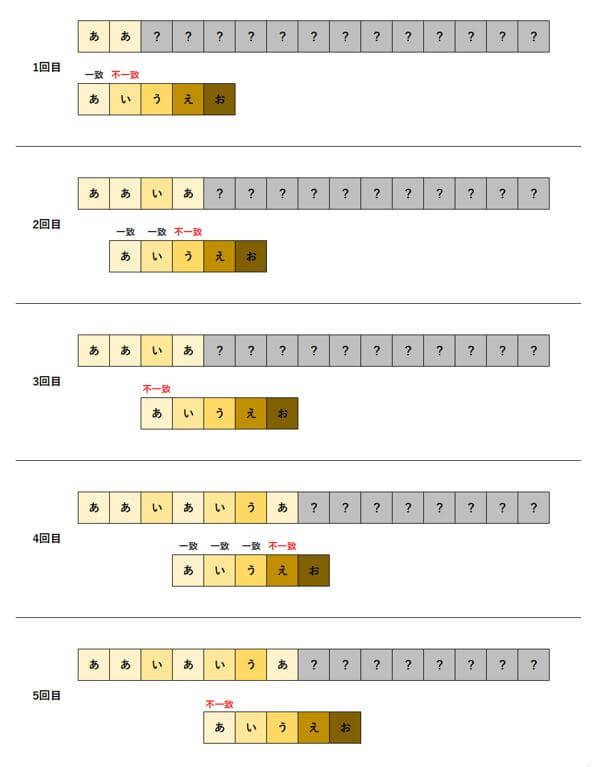 あ あ ? ? ? ? ? ? ? ? ? ? ? ? ?
1回目
一致 不一致
あ い う え お
あ あ い あ ? ? ? ? ? ? ? ? ? ? ?
2回目
一致 一致 不一致
あ い う え お
あ あ い あ ? ? ? ? ? ? ? ? ? ? ?
3回目
不一致
あ い う え お
あ あ い あ い う あ ? ? ? ? ? ? ? ?
4回目
一致 一致 一致 不一致
あ い う え お
あ あ い あ い う あ ? ? ? ? ? ? ? ?
5回目
不一致
あ い う え お